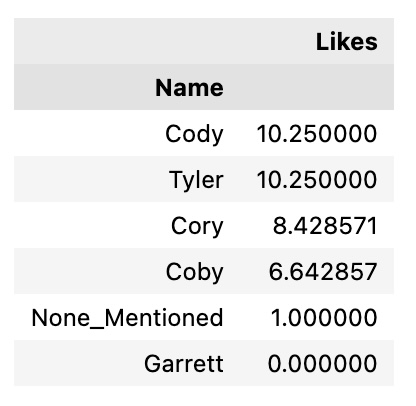 Likes
Name
Cody 10.250000
Tyler 10.250000
Cory 8.428571
Coby 6.642857
None_Mentioned 1.000000
Garrett 0.000000